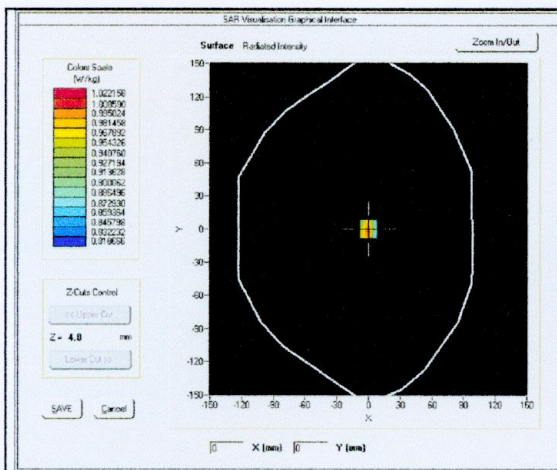 SAR Visualisation Graphical Interface
Surface Radiated Intensity
Zoom In/Out
Colors Scale
(W/kg)
1.022156
1.008590
0.995024
0.981458
0.967892
0.954326
0.940760
0.927194
0.913628
0.900062
0.886496
0.872930
0.859364
0.845798
0.832232
0.818666
Z-Cuts Control
<< Upper Cut
Z = 4.0 mm
Lower Cut >>
SAVE Cancel
150
120
90
60
30
0
-30
-60
-90
-120
-150
Y
-150 -120 -90 -60 -30 0 30 60 90 120 150
X
0 X (mm) 0 Y (mm)